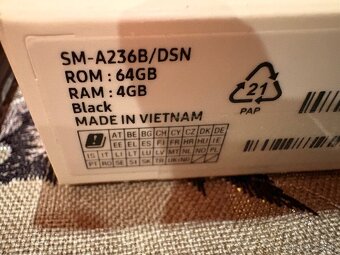 SM-A236B/DSN
ROM : 64GB
RAM : 4GB
Black
MADE IN VIETNAM
21
PAP
AT BE BG CH CY CZ DK DE
EE EL ES FI FR HR HU IE
IS IT LI LT LU LV MT NL NO PL
PT RO SE SI SK TR UK(NI)